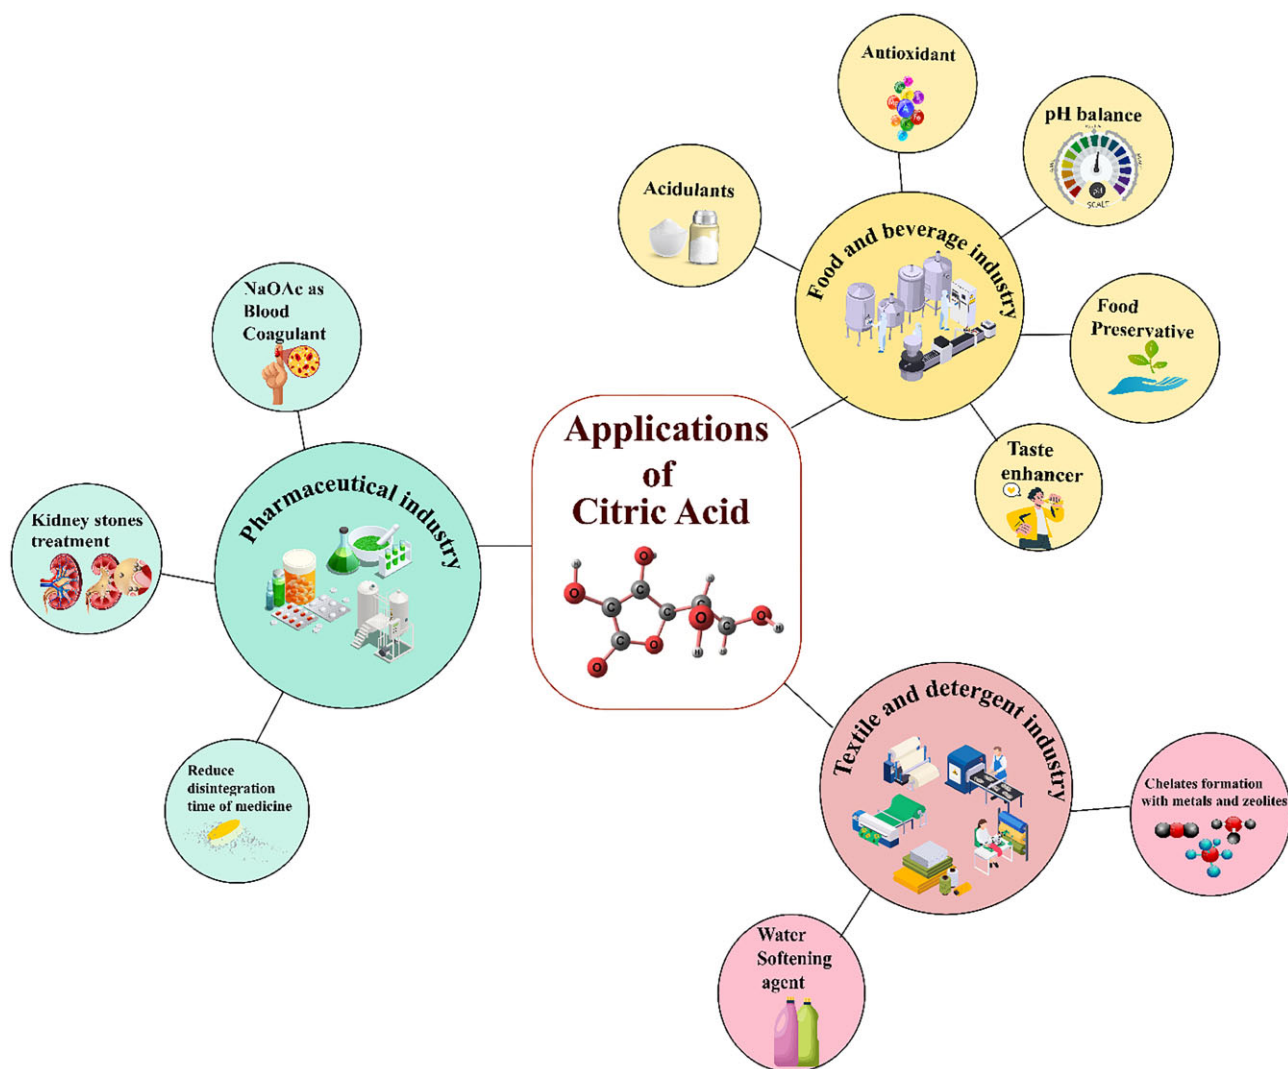 Applications
of
Citric Acid
Food and beverage industry
Acidulants
Antioxidant
pH balance
pH
SCALE
Food
Preservative
Taste
enhancer
Pharmaceutical industry
NaOAc as
Blood
Coagulant
Kidney stones
treatment
Reduce
disintegration
time of medicine
Textile and detergent industry
Chelates formation
with metals and zeolites
Water
Softening
agent
H
O
O
H
C
C
C
C
O
O
C
H
O
H
C
H
O
H